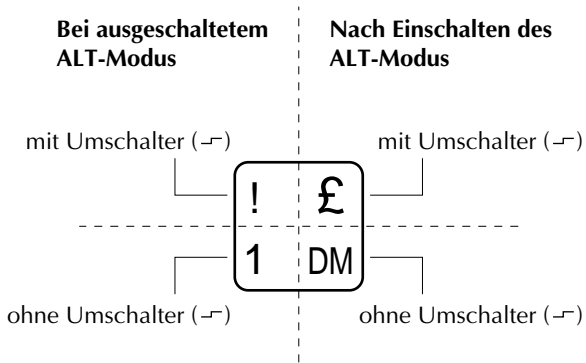 Bei ausgeschaltetem
ALT-Modus
Nach Einschalten des
ALT-Modus
mit Umschalter ()
mit Umschalter ()
! £
1 DM
ohne Umschalter ()
ohne Umschalter ()